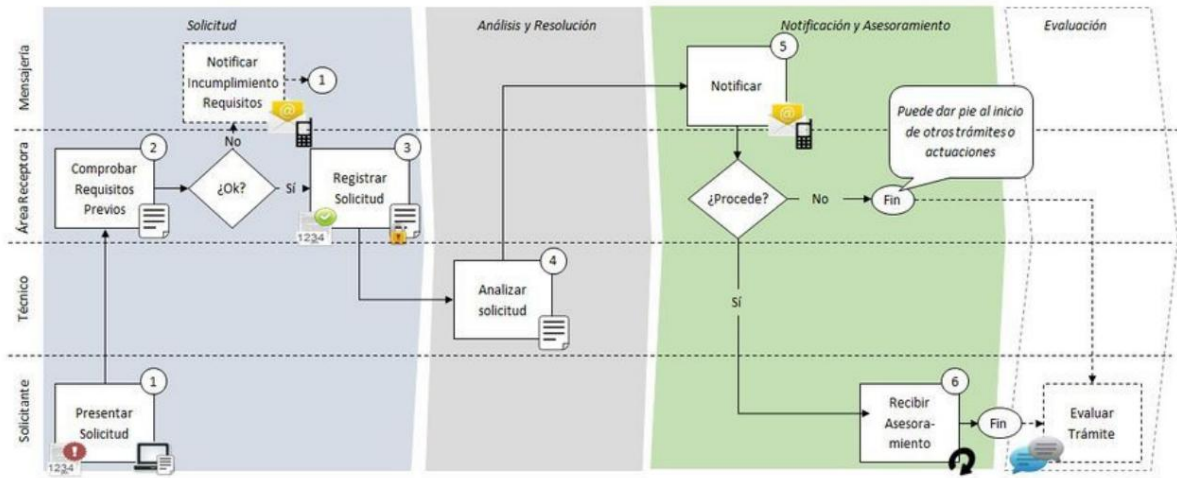 Solicitud
Análisis y Resolución
Notificación y Asesoramiento
Evaluación
Mensajería
Área Receptora
Técnico
Solicitante
Notificar
Incumplimiento
Requisitos
1
@
No
2
Comprobar
Requisitos
Previos
¿Ok?
Sí
3
Registrar
Solicitud
1234
1
Presentar
Solicitud
1234
4
Analizar
solicitud
5
Notificar
@
¿Procede?
No
Fin
Puede dar pie al inicio
de otros trámites o
actuaciones
Sí
6
Recibir
Asesora-
miento
Fin
Evaluar
Trámite